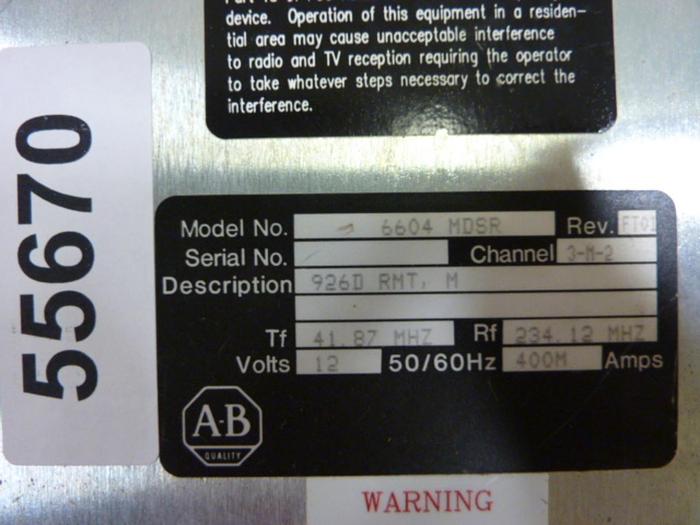 device. Operation of this equipment in a residen-
tial area may cause unacceptable interference
to radio and TV reception requiring the operator
to take whatever steps necessary to correct the
interference.
55670
Model No. 6604 MDSR Rev. FT01
Serial No. Channel 3-M-2
Description 926D RMT, M
Tf 41.87 MHZ Rf 234.12 MHZ
Volts 12 50/60Hz 400M Amps
A-B
QUALITY
WARNING